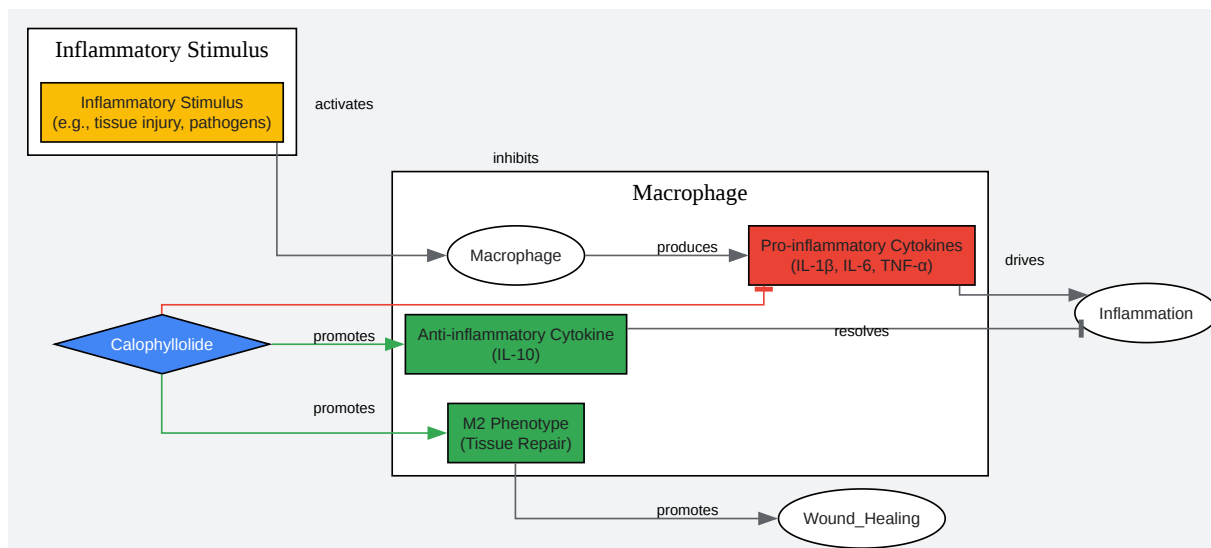 Inflammatory Stimulus
Inflammatory Stimulus
(e.g., tissue injury, pathogens)
activates
inhibits
Macrophage
Macrophage
produces
Pro-inflammatory Cytokines
(IL-1β, IL-6, TNF-α)
drives
Inflammation
Calophyllolide
promotes
Anti-inflammatory Cytokine
(IL-10)
resolves
promotes
M2 Phenotype
(Tissue Repair)
promotes
Wound_Healing